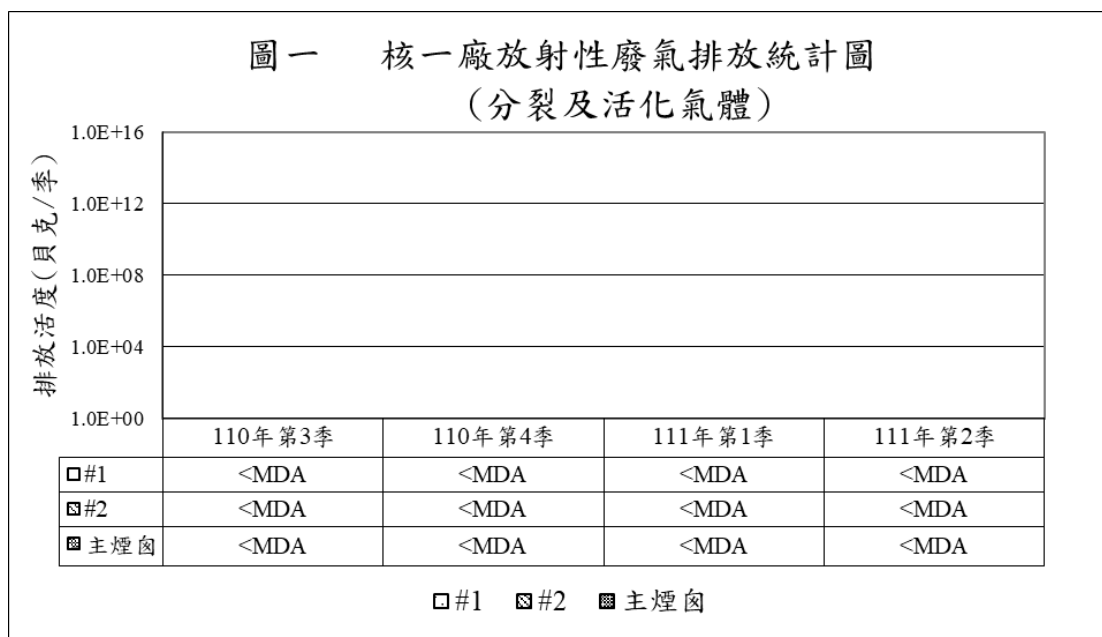 圖一 核一廠放射性廢氣排放統計圖
(分裂及活化氣體)
排放活度(貝克/季)
1.0E+16
1.0E+12
1.0E+08
1.0E+04
1.0E+00
110年第3季 110年第4季 111年第1季 111年第2季
#1 <MDA <MDA <MDA <MDA
#2 <MDA <MDA <MDA <MDA
主煙囪 <MDA <MDA <MDA <MDA
#1 #2 主煙囪